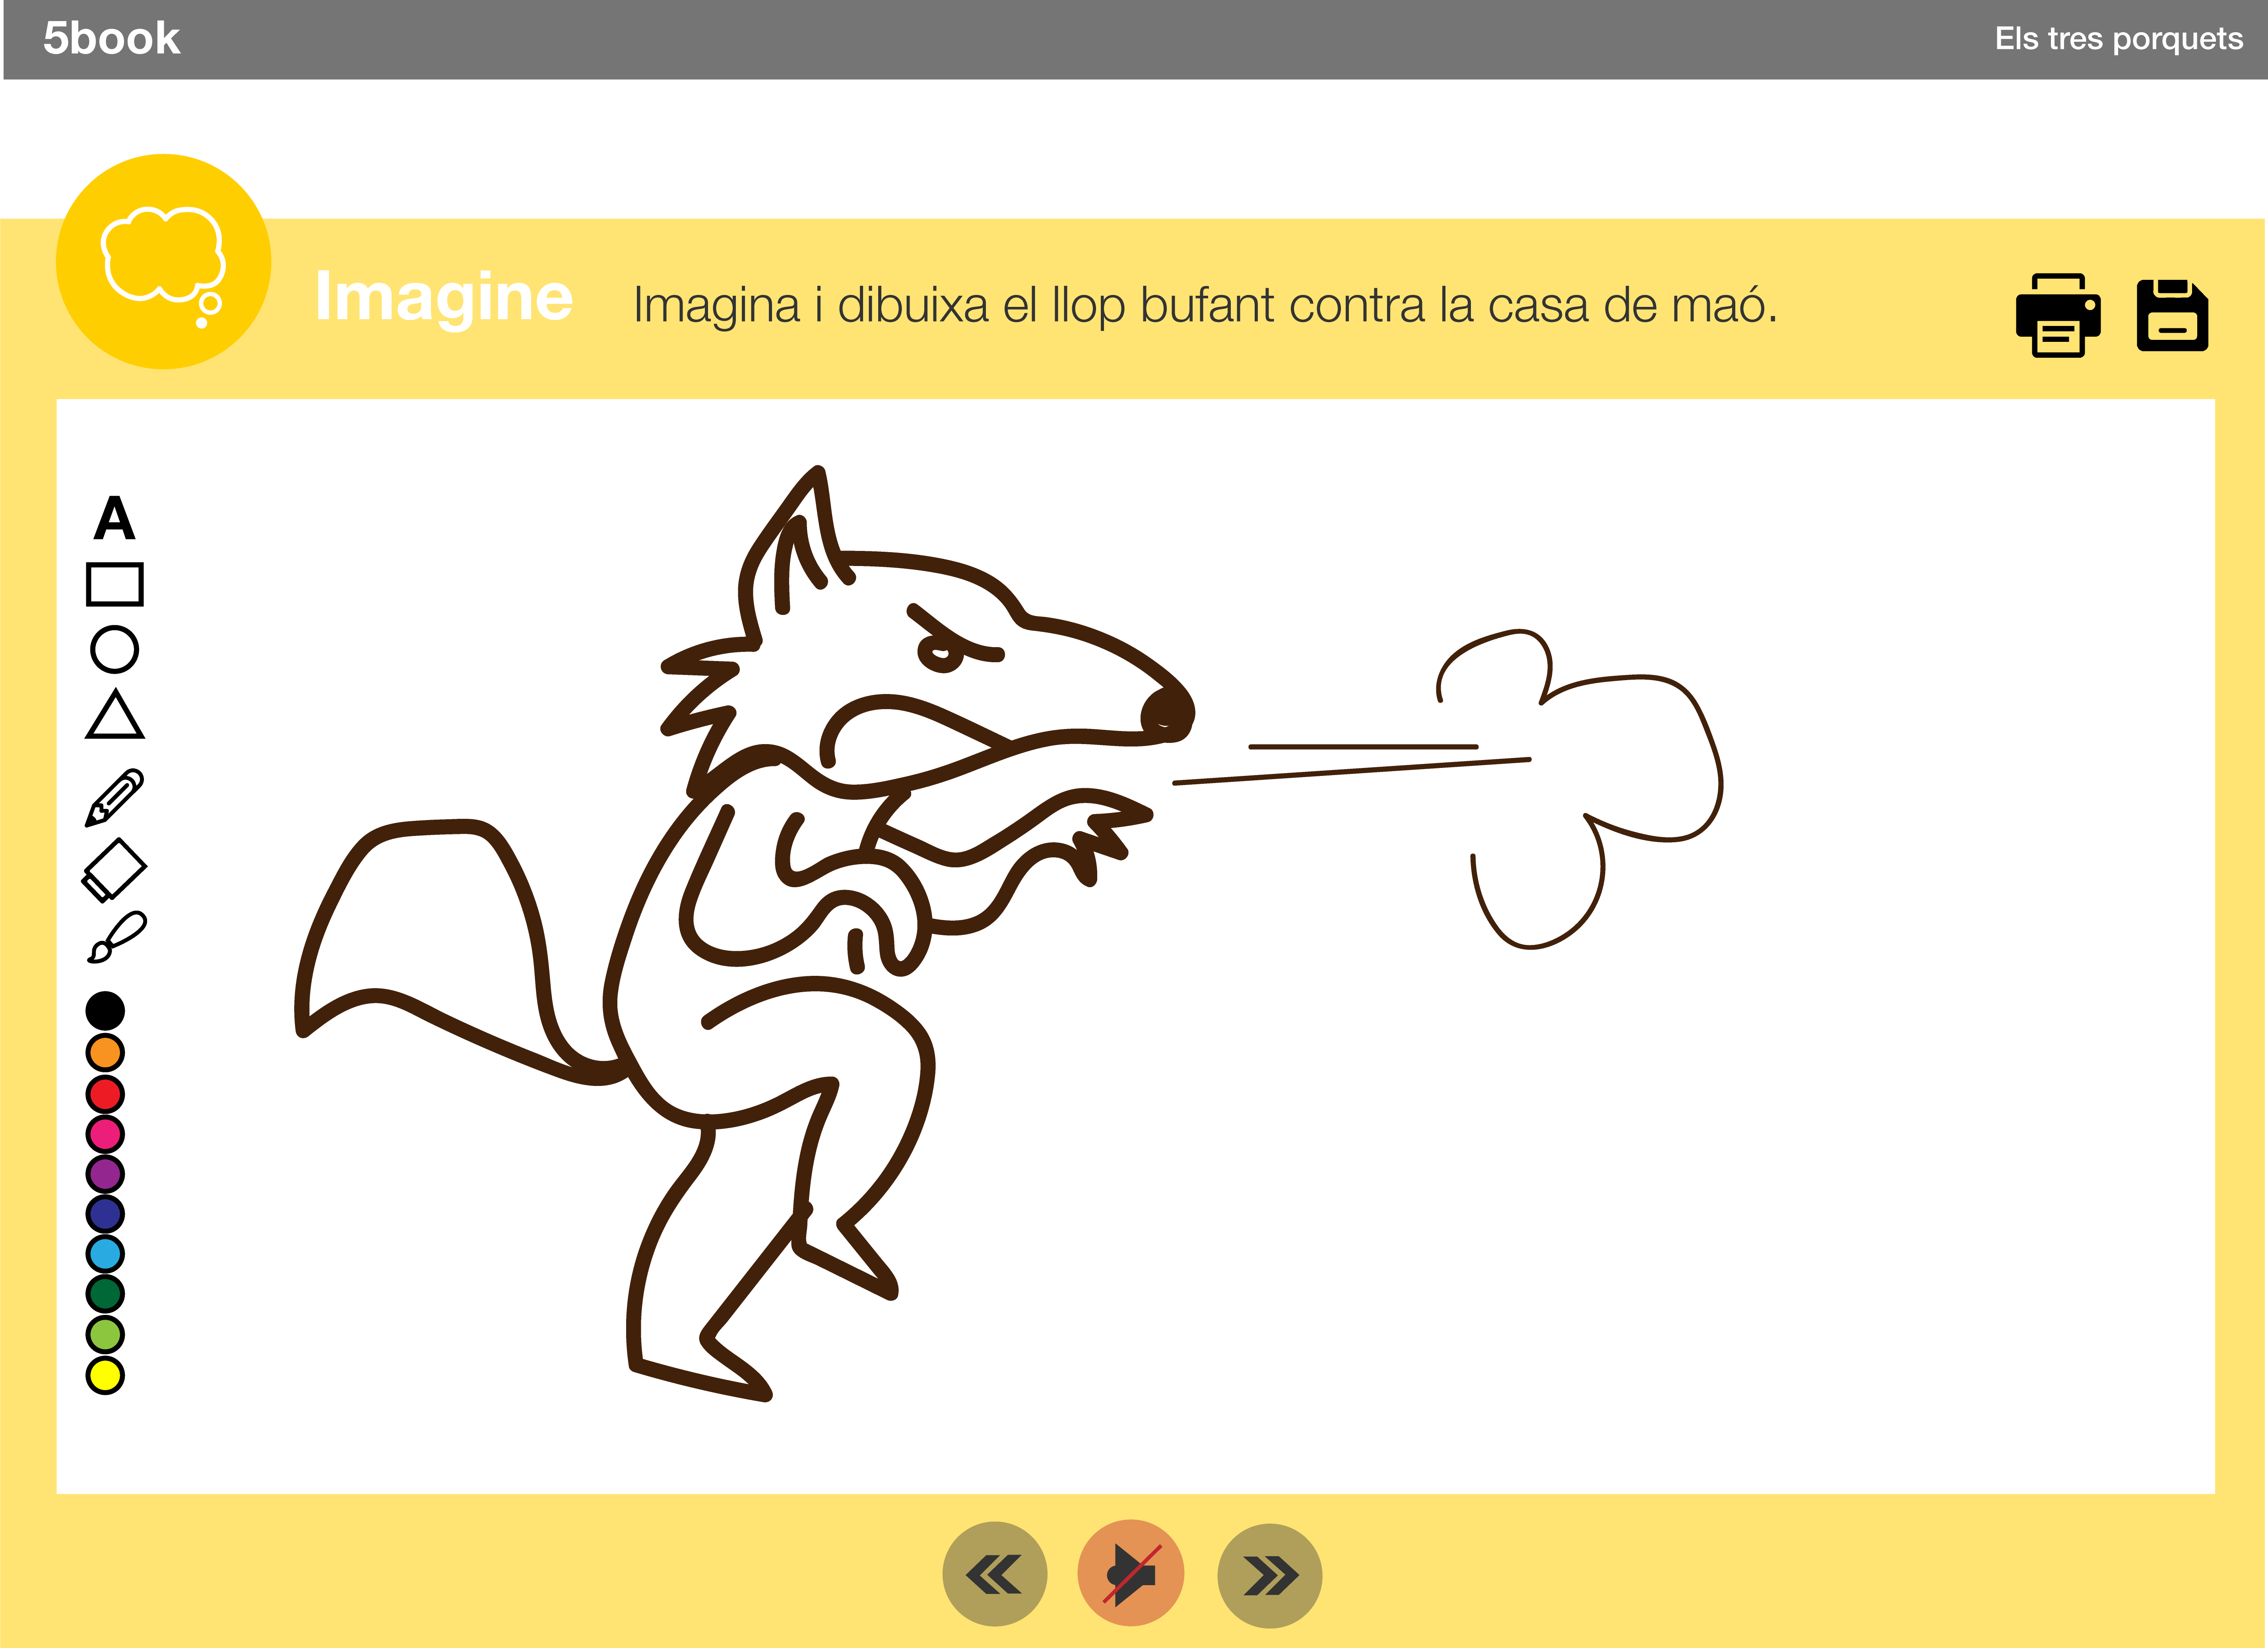 5book
Els tres porquets
Imagine
Imagina i dibuixa el llop bufant contra la casa de maó.
A